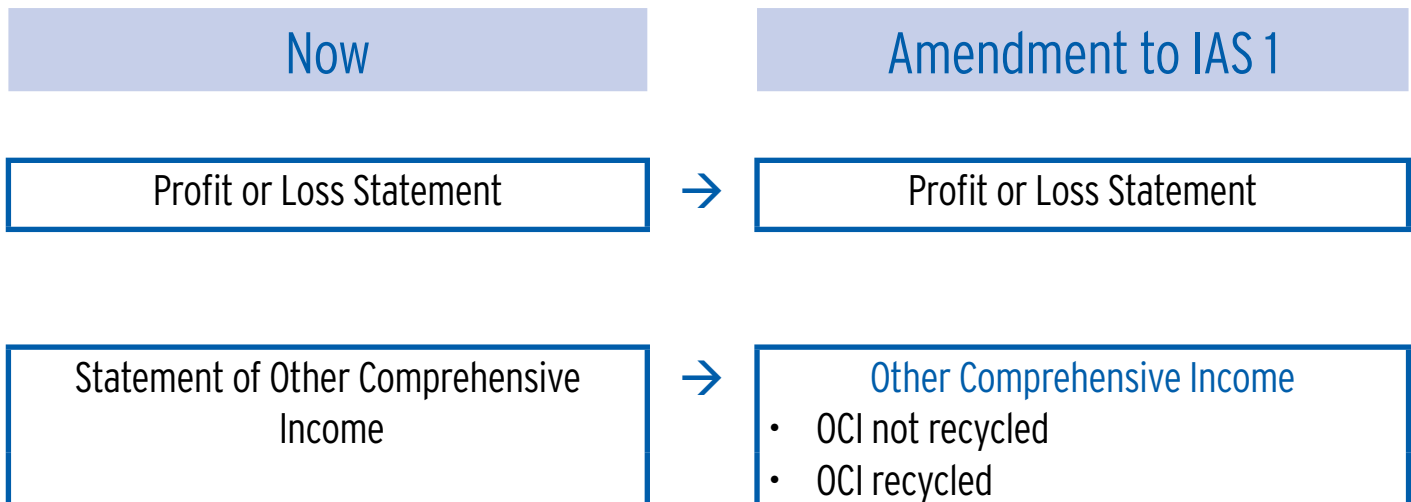 Now
Amendment to IAS 1
Profit or Loss Statement
→
Profit or Loss Statement
Statement of Other Comprehensive
Income
→
Other Comprehensive Income
• OCI not recycled
• OCI recycled